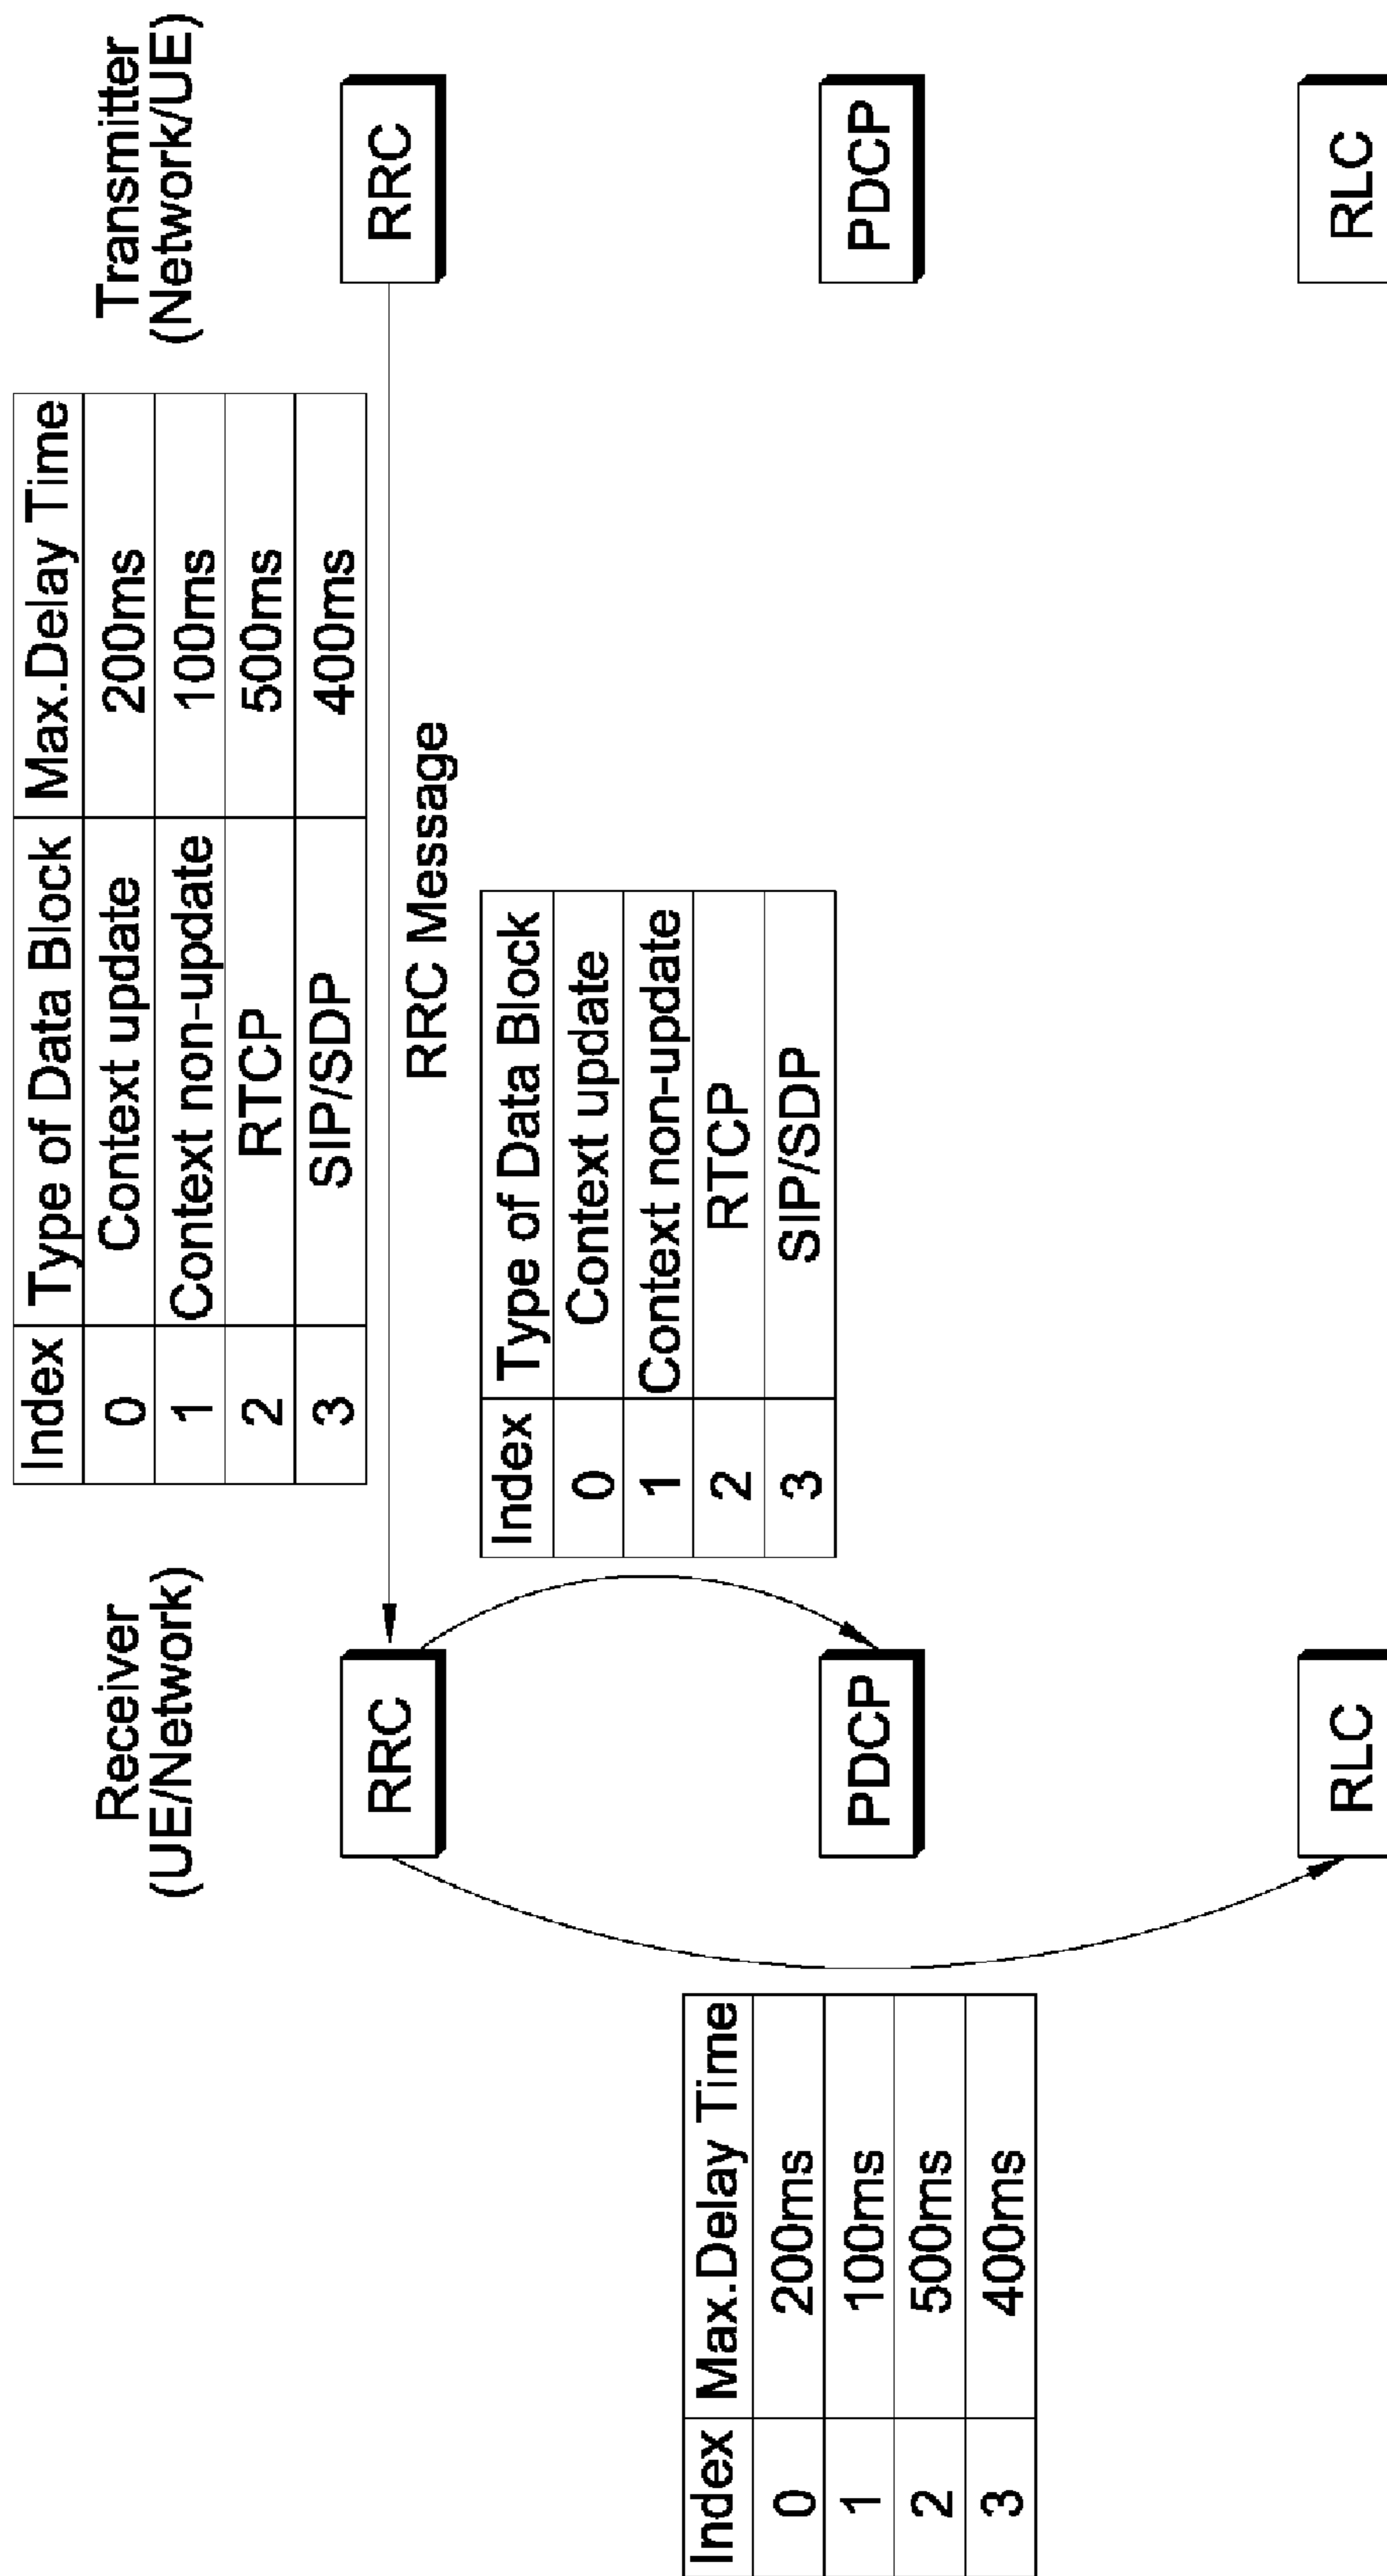 Receiver
(UE/Network)
Transmitter
(Network/UE)
Index Type of Data Block Max.Delay Time
0 Context update 200ms
1 Context non-update 100ms
2 RTCP 500ms
3 SIP/SDP 400ms
RRC
RRC
RRC Message
Index Type of Data Block
0 Context update
1 Context non-update
2 RTCP
3 SIP/SDP
Index Max.Delay Time
0 200ms
1 100ms
2 500ms
3 400ms
PDCP
PDCP
RLC
RLC